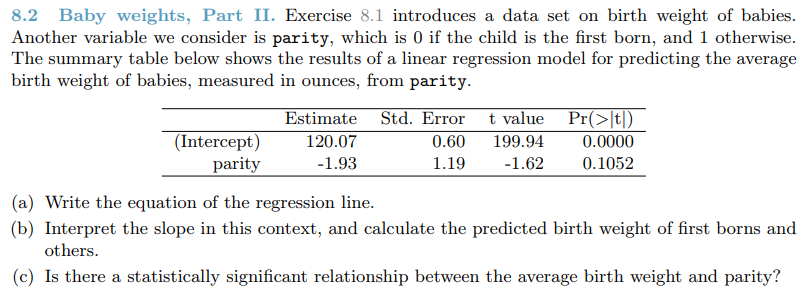 8.2 Baby weights, Part II. Exercise 8.1 introduces a data set on birth weight of babies.
Another variable we consider is parity, which is 0 if the child is the first born, and 1 otherwise.
The summary table below shows the results of a linear regression model for predicting the average
birth weight of babies, measured in ounces, from parity.
Estimate Std. Error t value Pr(>|t|)
(Intercept) 120.07 0.60 199.94 0.0000
parity -1.93 1.19 -1.62 0.1052
(a) Write the equation of the regression line.
(b) Interpret the slope in this context, and calculate the predicted birth weight of first borns and
others.
(c) Is there a statistically significant relationship between the average birth weight and parity?